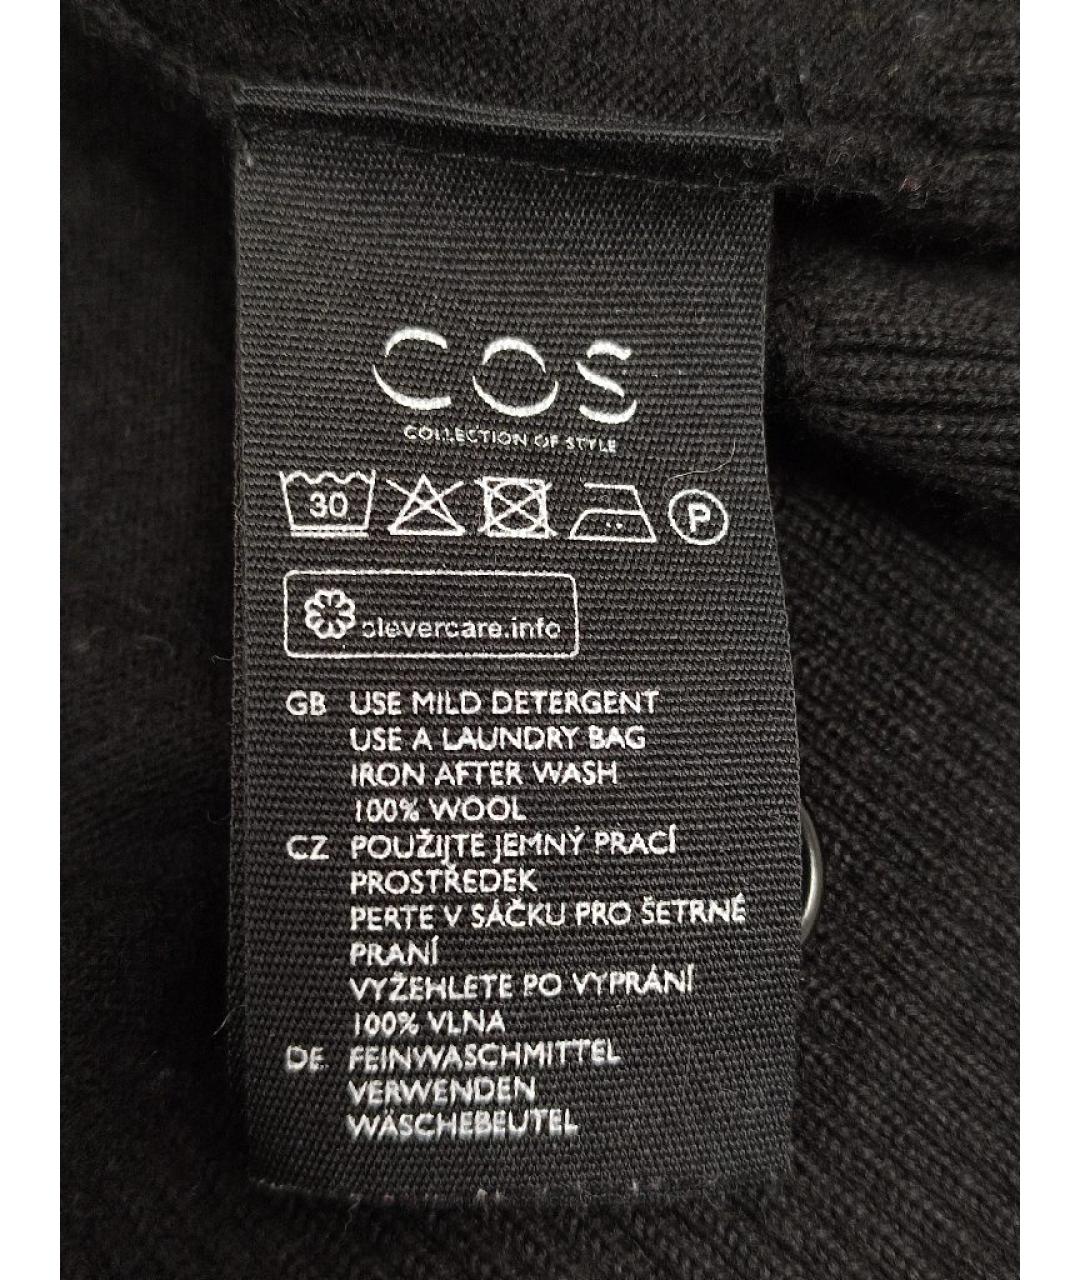 COS
COLLECTION OF STYLE
30 P
clevercare.info
GB USE MILD DETERGENT
USE A LAUNDRY BAG
IRON AFTER WASH
100% WOOL
CZ POUŽIJTE JEMNÝ PRACÍ
PROSTŘEDEK
PERTE V SÁČKU PRO ŠETRNÉ
PRANÍ
VYŽEHLETE PO VYPRÁNÍ
100% VLNA
DE FEINWASCHMITTEL
VERWENDEN
WÄSCHEBEUTEL